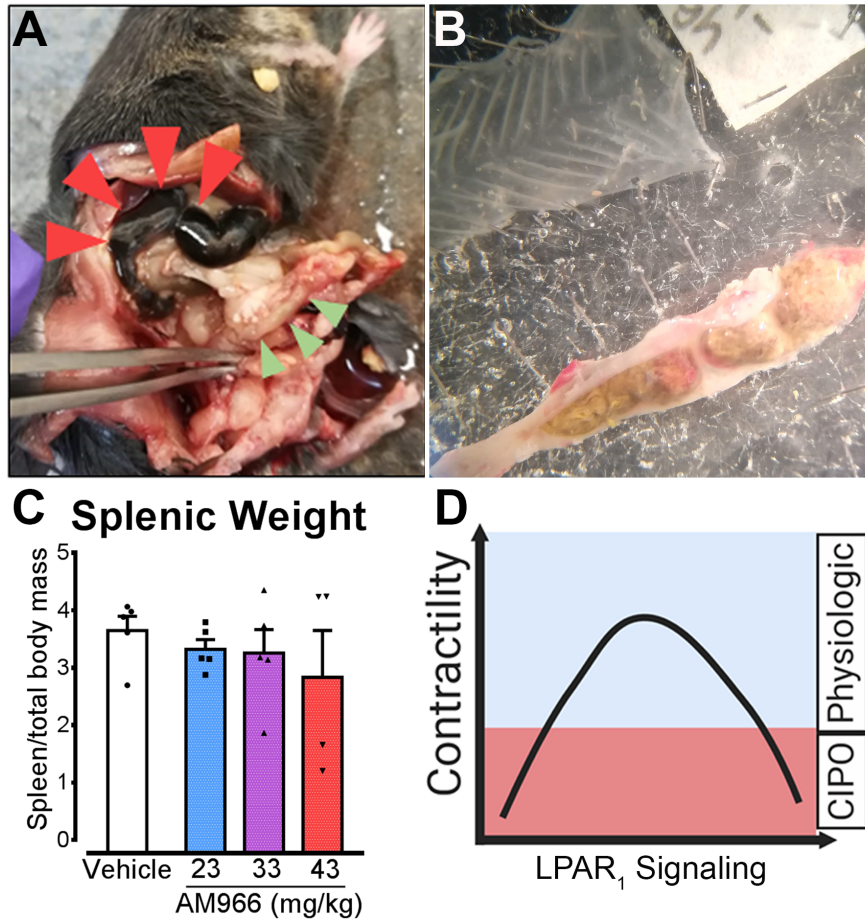 A
B
C
Splenic Weight
Spleen/total body mass
5
4
3
2
1
0
Vehicle
23
33
43
AM966 (mg/kg)
D
Contractility
Physiologic
CIPO
LPAR1 Signaling